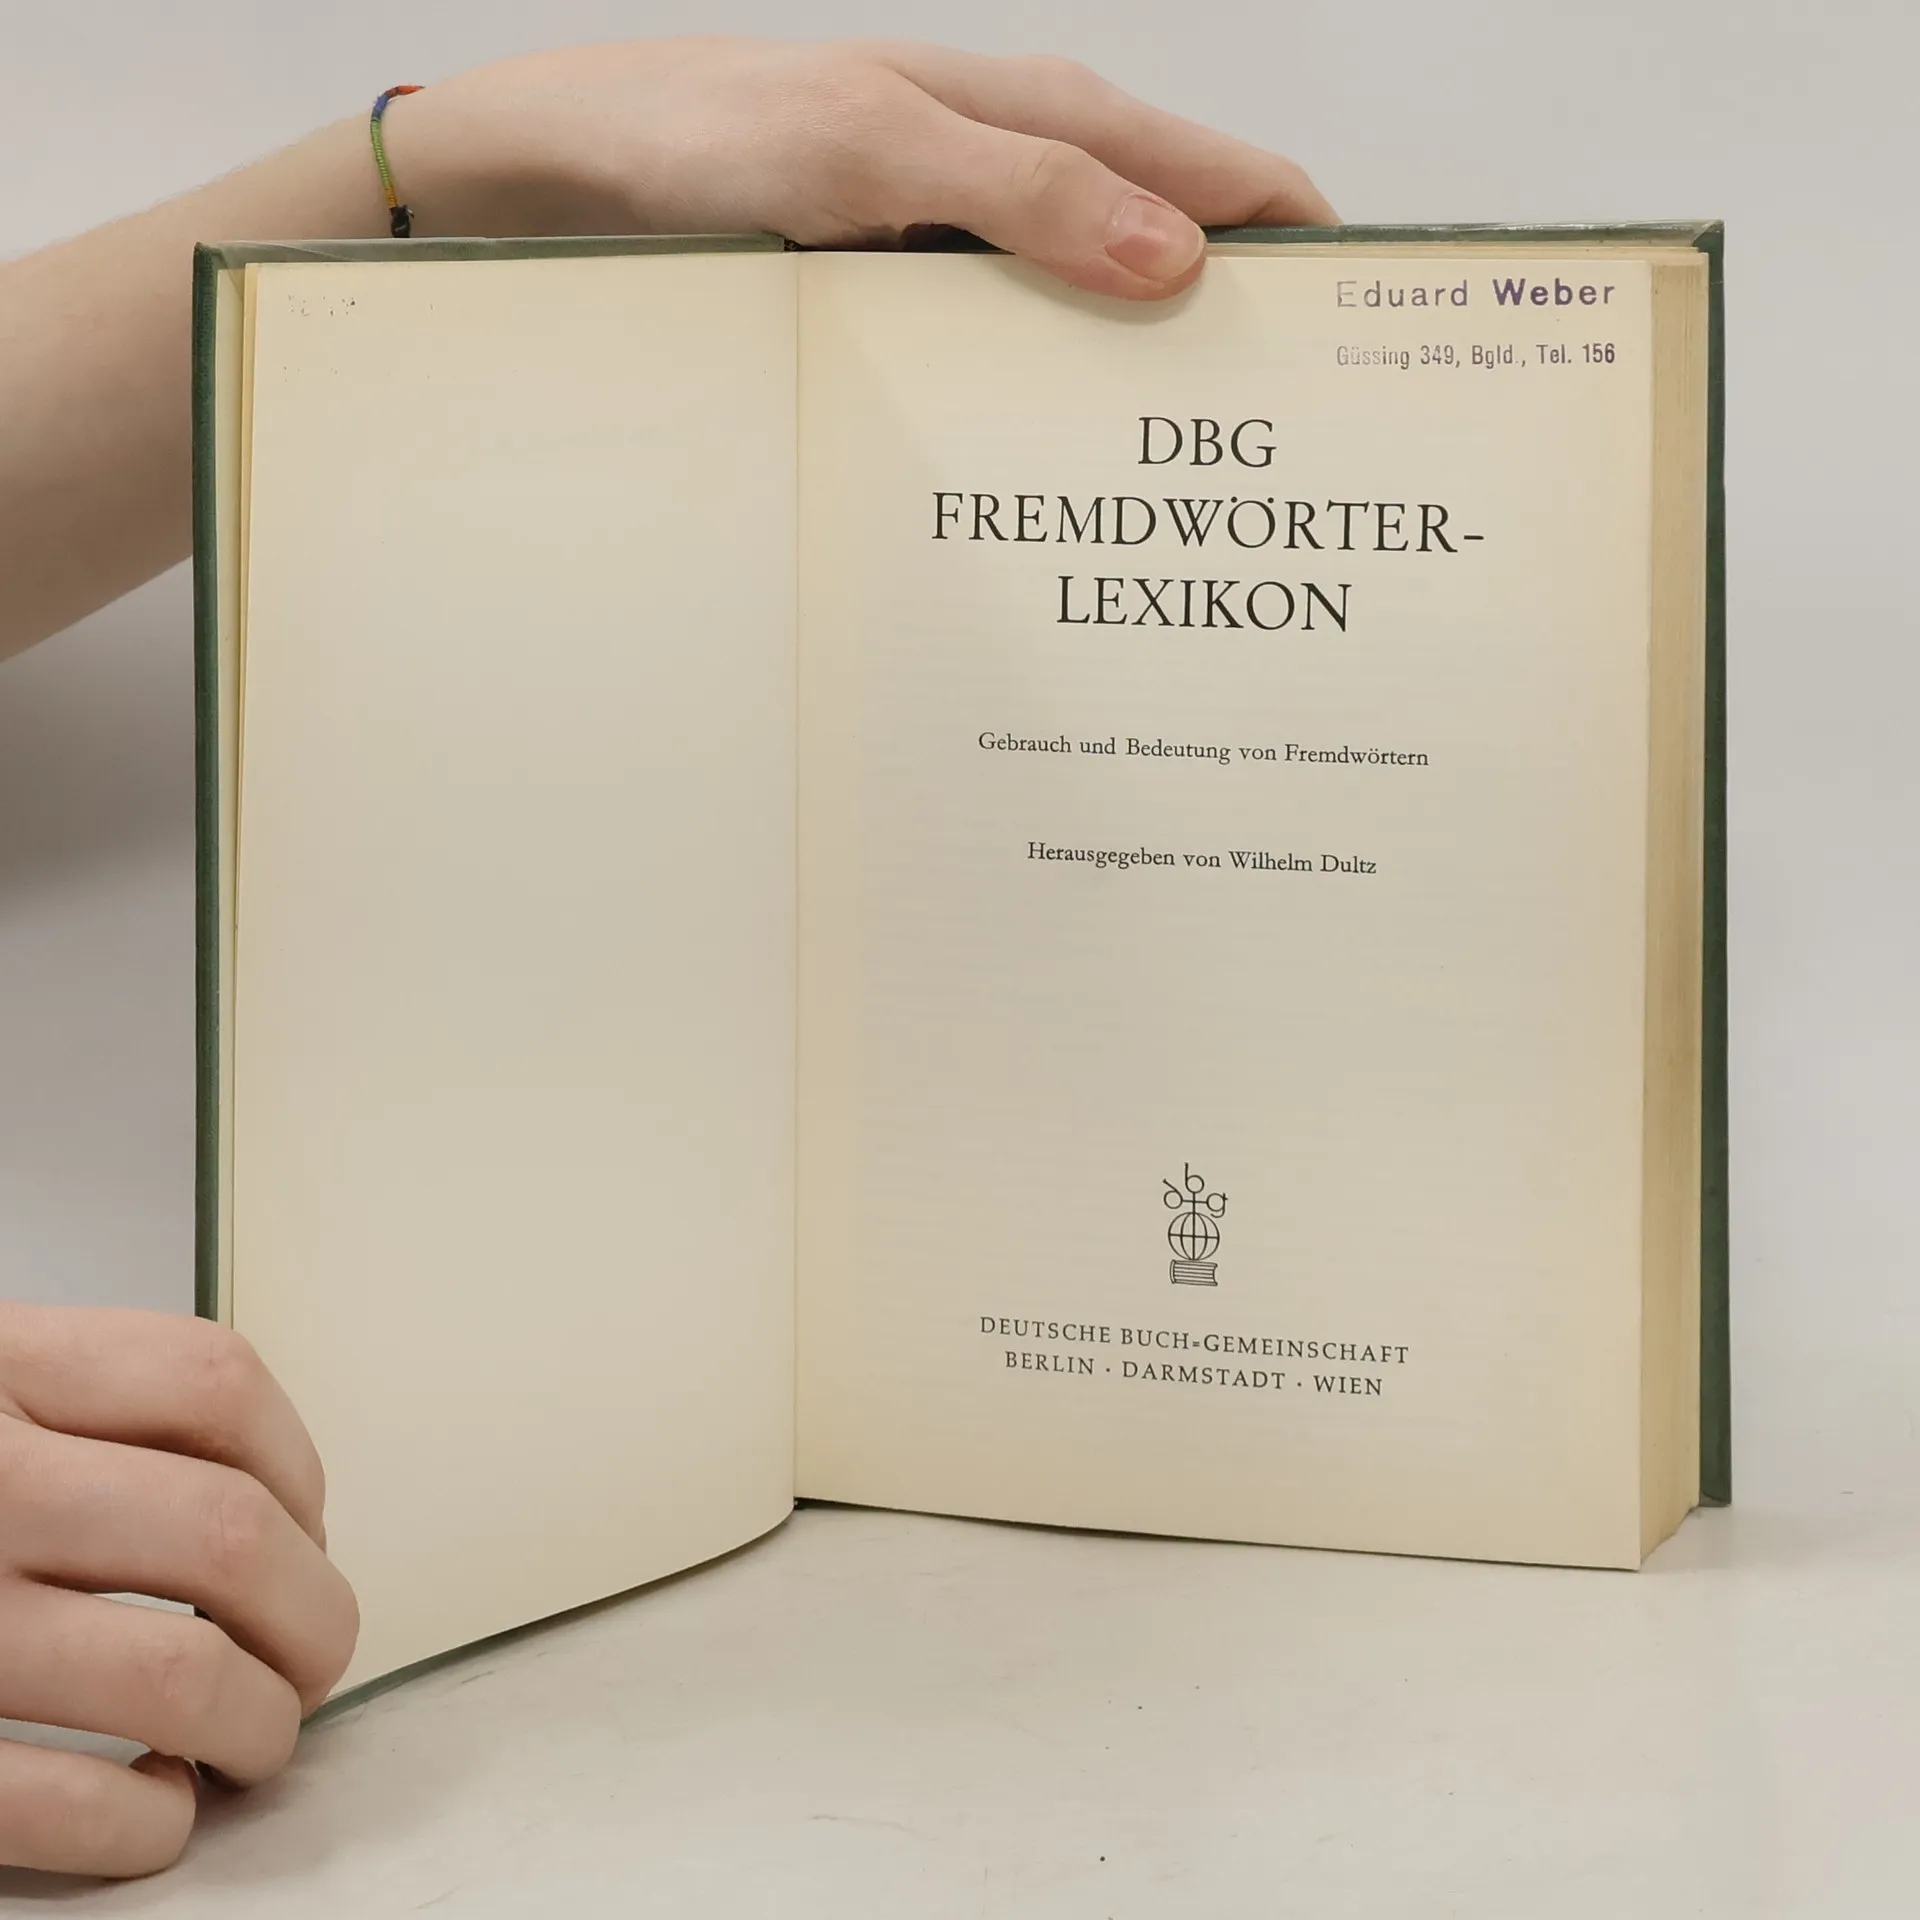 Eduard Weber
Güssing 349, Bgld., Tel. 156
DBG
FREMDWÖRTER-
LEXIKON
Gebrauch und Bedeutung von Fremdwörtern
Herausgegeben von Wilhelm Dultz
dbg
DEUTSCHE BUCH=GEMEINSCHAFT
BERLIN · DARMSTADT · WIEN